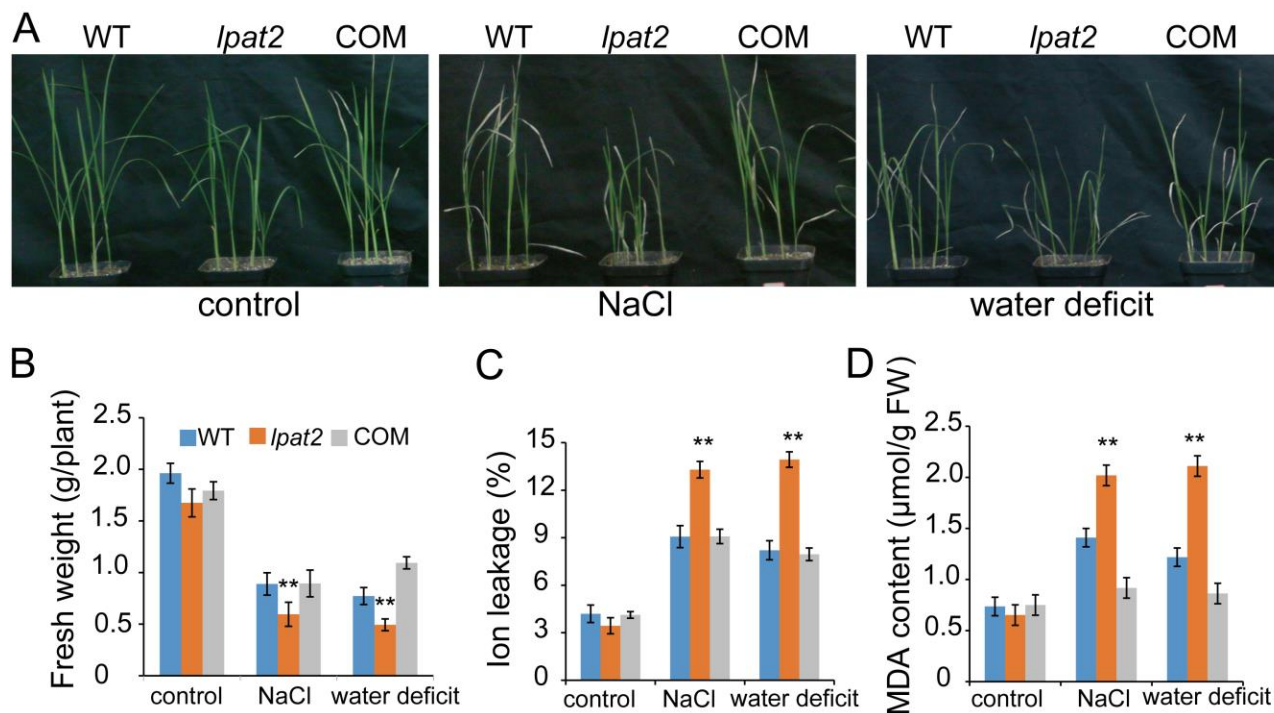 A
WT lpat2 COM WT lpat2 COM WT lpat2 COM
control NaCl water deficit
B
Fresh weight (g/plant)
2.5
2.0
1.5
1.0
0.5
0
WT lpat2 COM
**
**
control NaCl water deficit
C
Ion leakage (%)
15
12
9
6
3
0
**
**
control NaCl water deficit
D
MDA content (µmol/g FW)
2.5
2.0
1.5
1.0
0.5
0
**
**
control NaCl water deficit